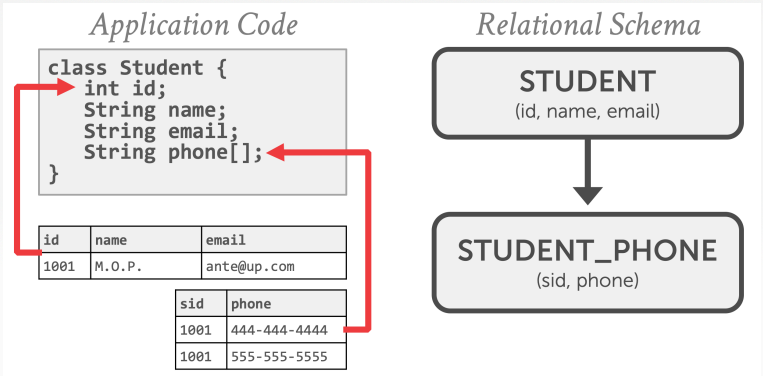 Application Code
class Student {
int id;
String name;
String email;
String phone[];
}
id name email
1001 M.O.P. ante@up.com
sid phone
1001 444-444-4444
1001 555-555-5555
Relational Schema
STUDENT
(id, name, email)
STUDENT_PHONE
(sid, phone)